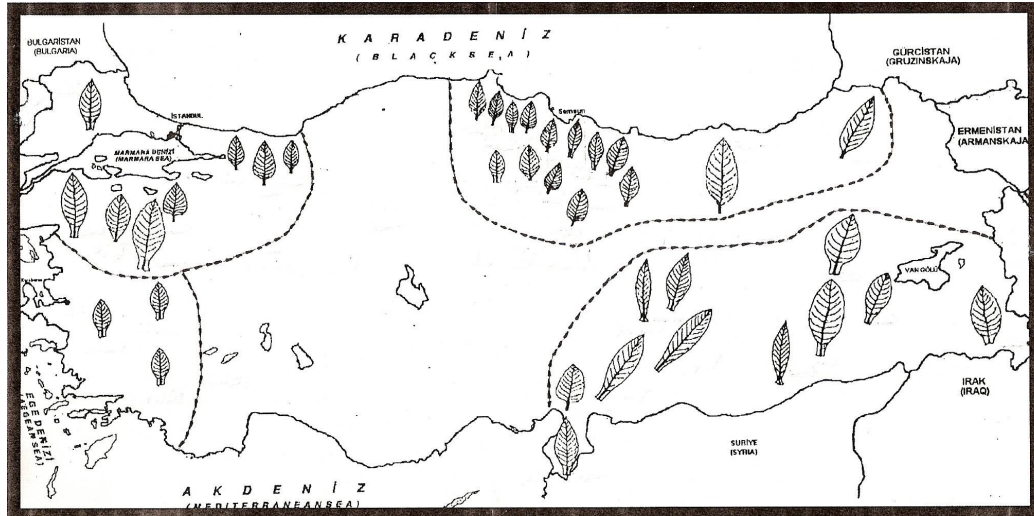 BULGARİSTAN
(BULGARIA)
K A R A D E N İ Z
( B L A C K S E A )
GÜRCİSTAN
(GRUZINSKAJA)
İSTANBUL
Samsun
MARMARA DENİZİ
(MARMARA SEA)
ERMENİSTAN
(ARMANSKAJA)
VAN GÖLÜ
EGE DENİZİ
(AEGEAN SEA)
IRAK
(IRAQ)
SURİYE
(SYRIA)
A K D E N İ Z
(MEDITERRANEAN SEA)